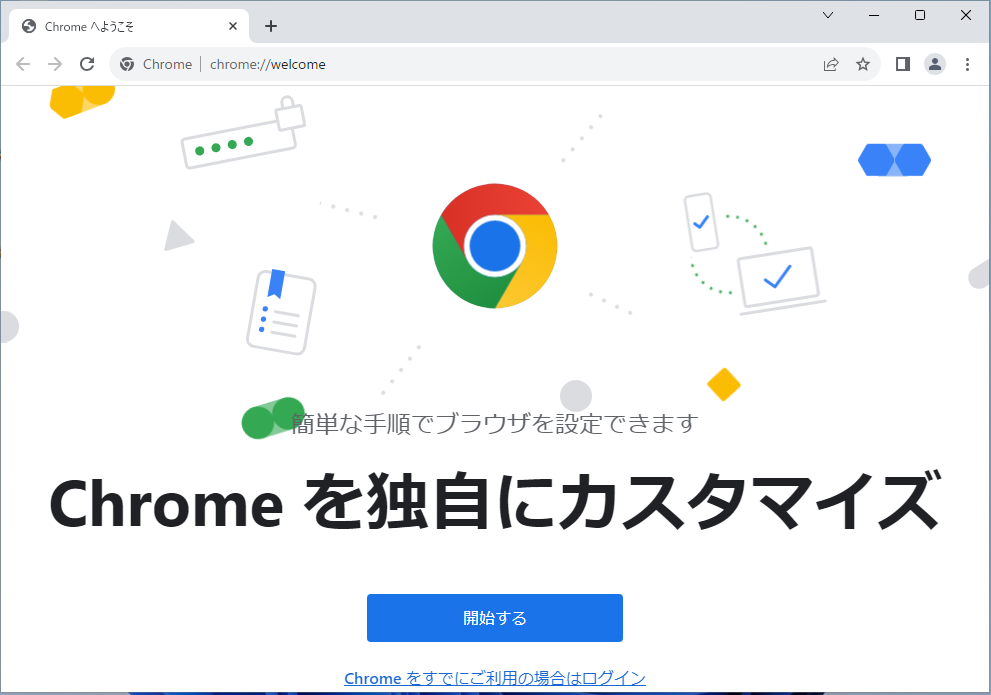 Chrome へようこそ
Chrome | chrome://welcome
簡単な手順でブラウザを設定できます
Chrome を独自にカスタマイズ
開始する
Chrome をすでにご利用の場合はログイン